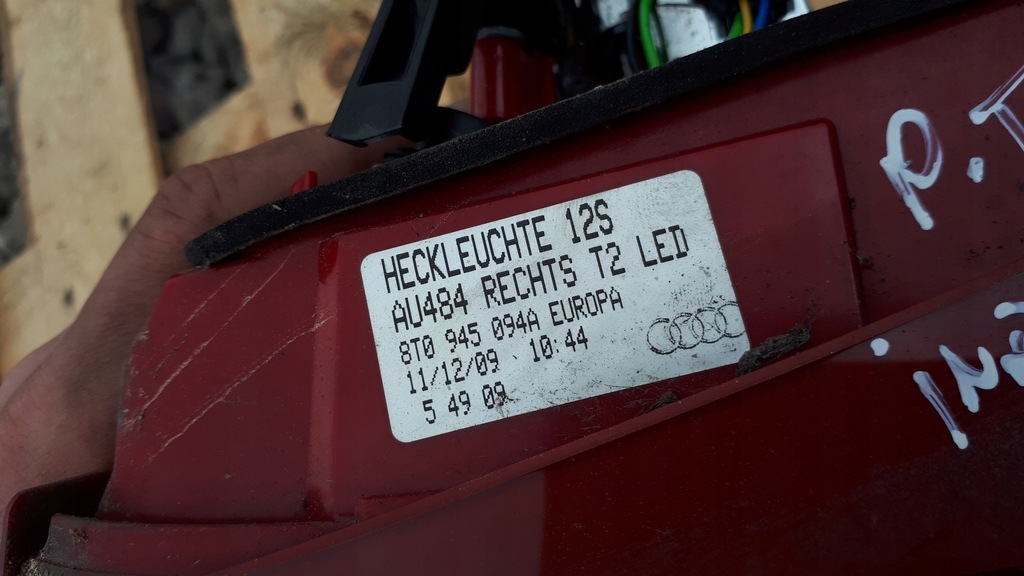 HECKLEUCHTE 12S
AU484 RECHTS T2 LED
8T0 945 094A EUROPA
11/12/09 10:44
5 49 09
P.